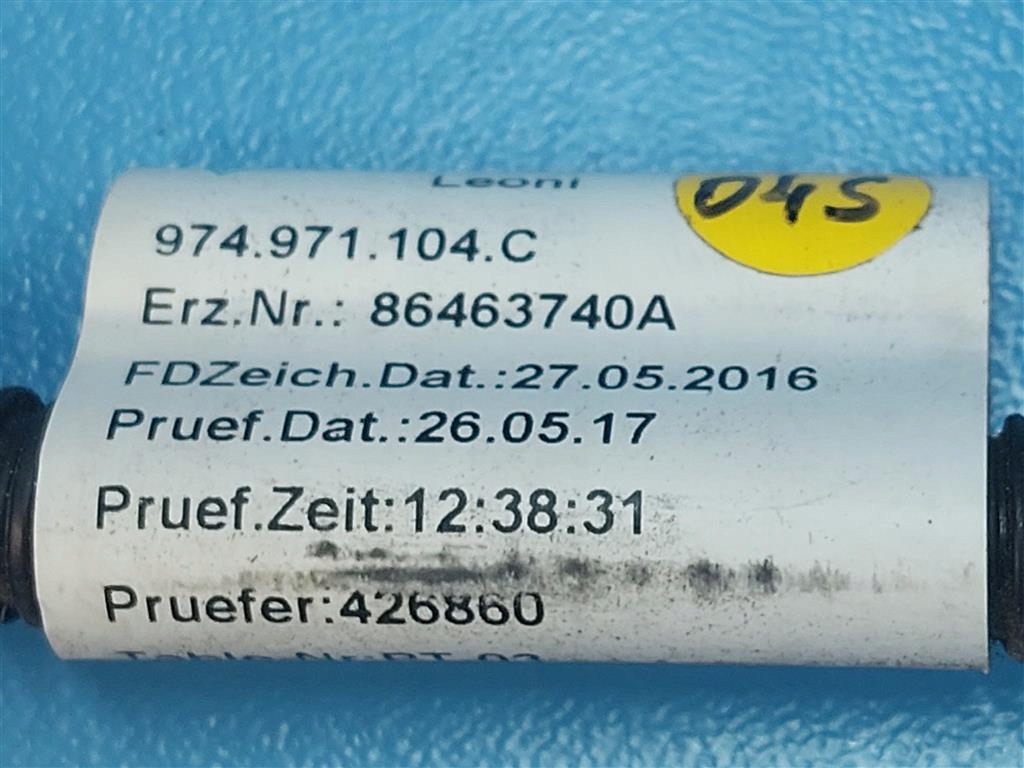 Leoni
04S
974.971.104.C
Erz.Nr.: 86463740A
FDZeich.Dat.:27.05.2016
Pruef.Dat.:26.05.17
Pruef.Zeit:12:38:31
Pruefer:426860